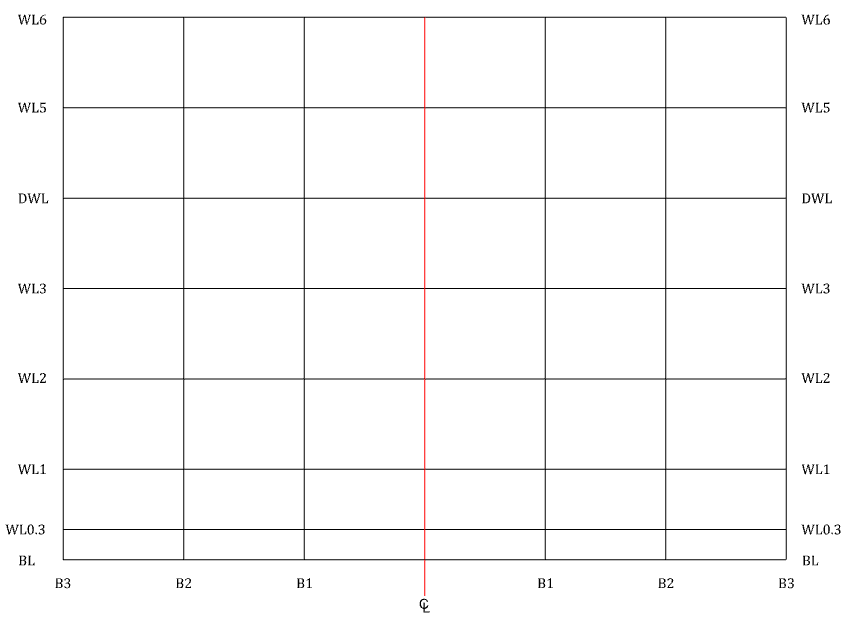 WL6 WL6
WL5 WL5
DWL DWL
WL3 WL3
WL2 WL2
WL1 WL1
WL0.3 WL0.3
BL BL
B3 B2 B1 B1 B2 B3
℄